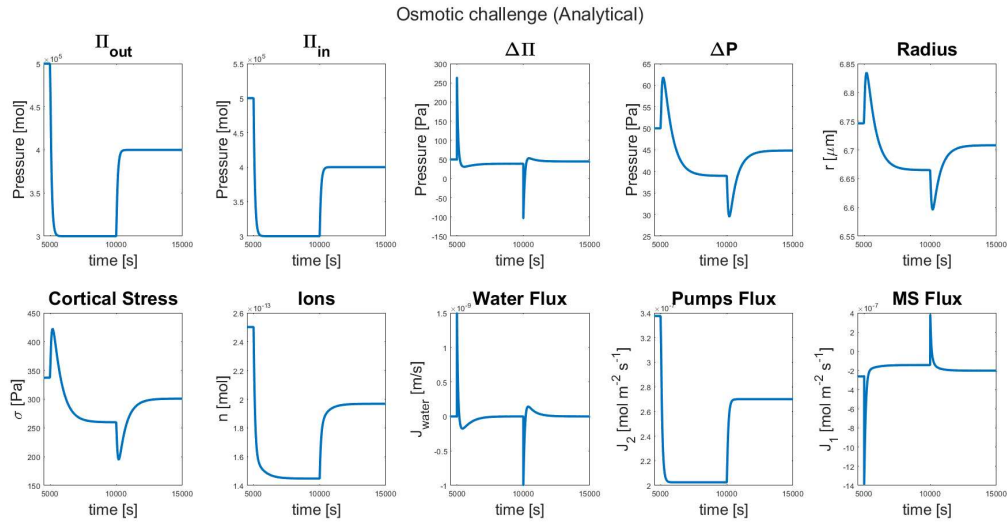 Osmotic challenge (Analytical)
Π_out
×10^5
Pressure [mol]
5
4.5
4
3.5
3
5000 10000 15000
time [s]
Π_in
×10^5
Pressure [mol]
5.5
5
4.5
4
3.5
3
5000 10000 15000
time [s]
ΔΠ
Pressure [Pa]
300
250
200
150
100
50
0
-50
-100
-150
5000 10000 15000
time [s]
ΔP
Pressure [Pa]
65
60
55
50
45
40
35
30
25
5000 10000 15000
time [s]
Radius
r [μm]
6.85
6.8
6.75
6.7
6.65
6.6
6.55
5000 10000 15000
time [s]
Cortical Stress
σ [Pa]
450
400
350
300
250
200
150
5000 10000 15000
time [s]
Ions
×10^-13
n [mol]
2.6
2.4
2.2
2
1.8
1.6
1.4
5000 10000 15000
time [s]
Water Flux
×10^-9
J_water [m/s]
1.5
1
0.5
0
-0.5
-1
5000 10000 15000
time [s]
Pumps Flux
J_2 [mol m^-2 s^-1]
3.4
3.2
3
2.8
2.6
2.4
2.2
2
5000 10000 15000
time [s]
MS Flux
×10^-7
J_1 [mol m^-2 s^-1]
4
2
0
-2
-4
-6
-8
-10
-12
-14
5000 10000 15000
time [s]